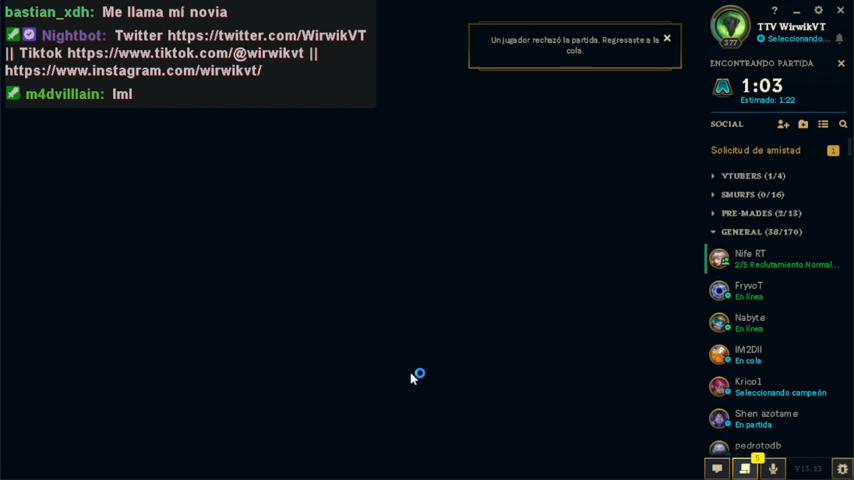 bastian_xdh: Me llama mí novia
Nightbot: Twitter https://twitter.com/WirwikVT
|| Tiktok https://www.tiktok.com/@wirwikvt ||
https://www.instagram.com/wirwikvt/
m4dvilllain: lml
Un jugador rechazó la partida. Regresaste a la
cola.
377
TTV WirwikVT
Seleccionando...
ENCONTRANDO PARTIDA
1:03
Estimado: 1:22
SOCIAL
Solicitud de amistad 1
VTUBERS (1/4)
SMURFS (0/16)
PRE-MADES (2/13)
GENERAL (38/170)
Nife RT
2/5 Reclutamiento Normal...
FryvoT
En línea
Nabyte
En línea
IM2DII
En cola
Krico1
Seleccionando campeón
Shen azotame
En partida
pedrotodb
5
V13.23